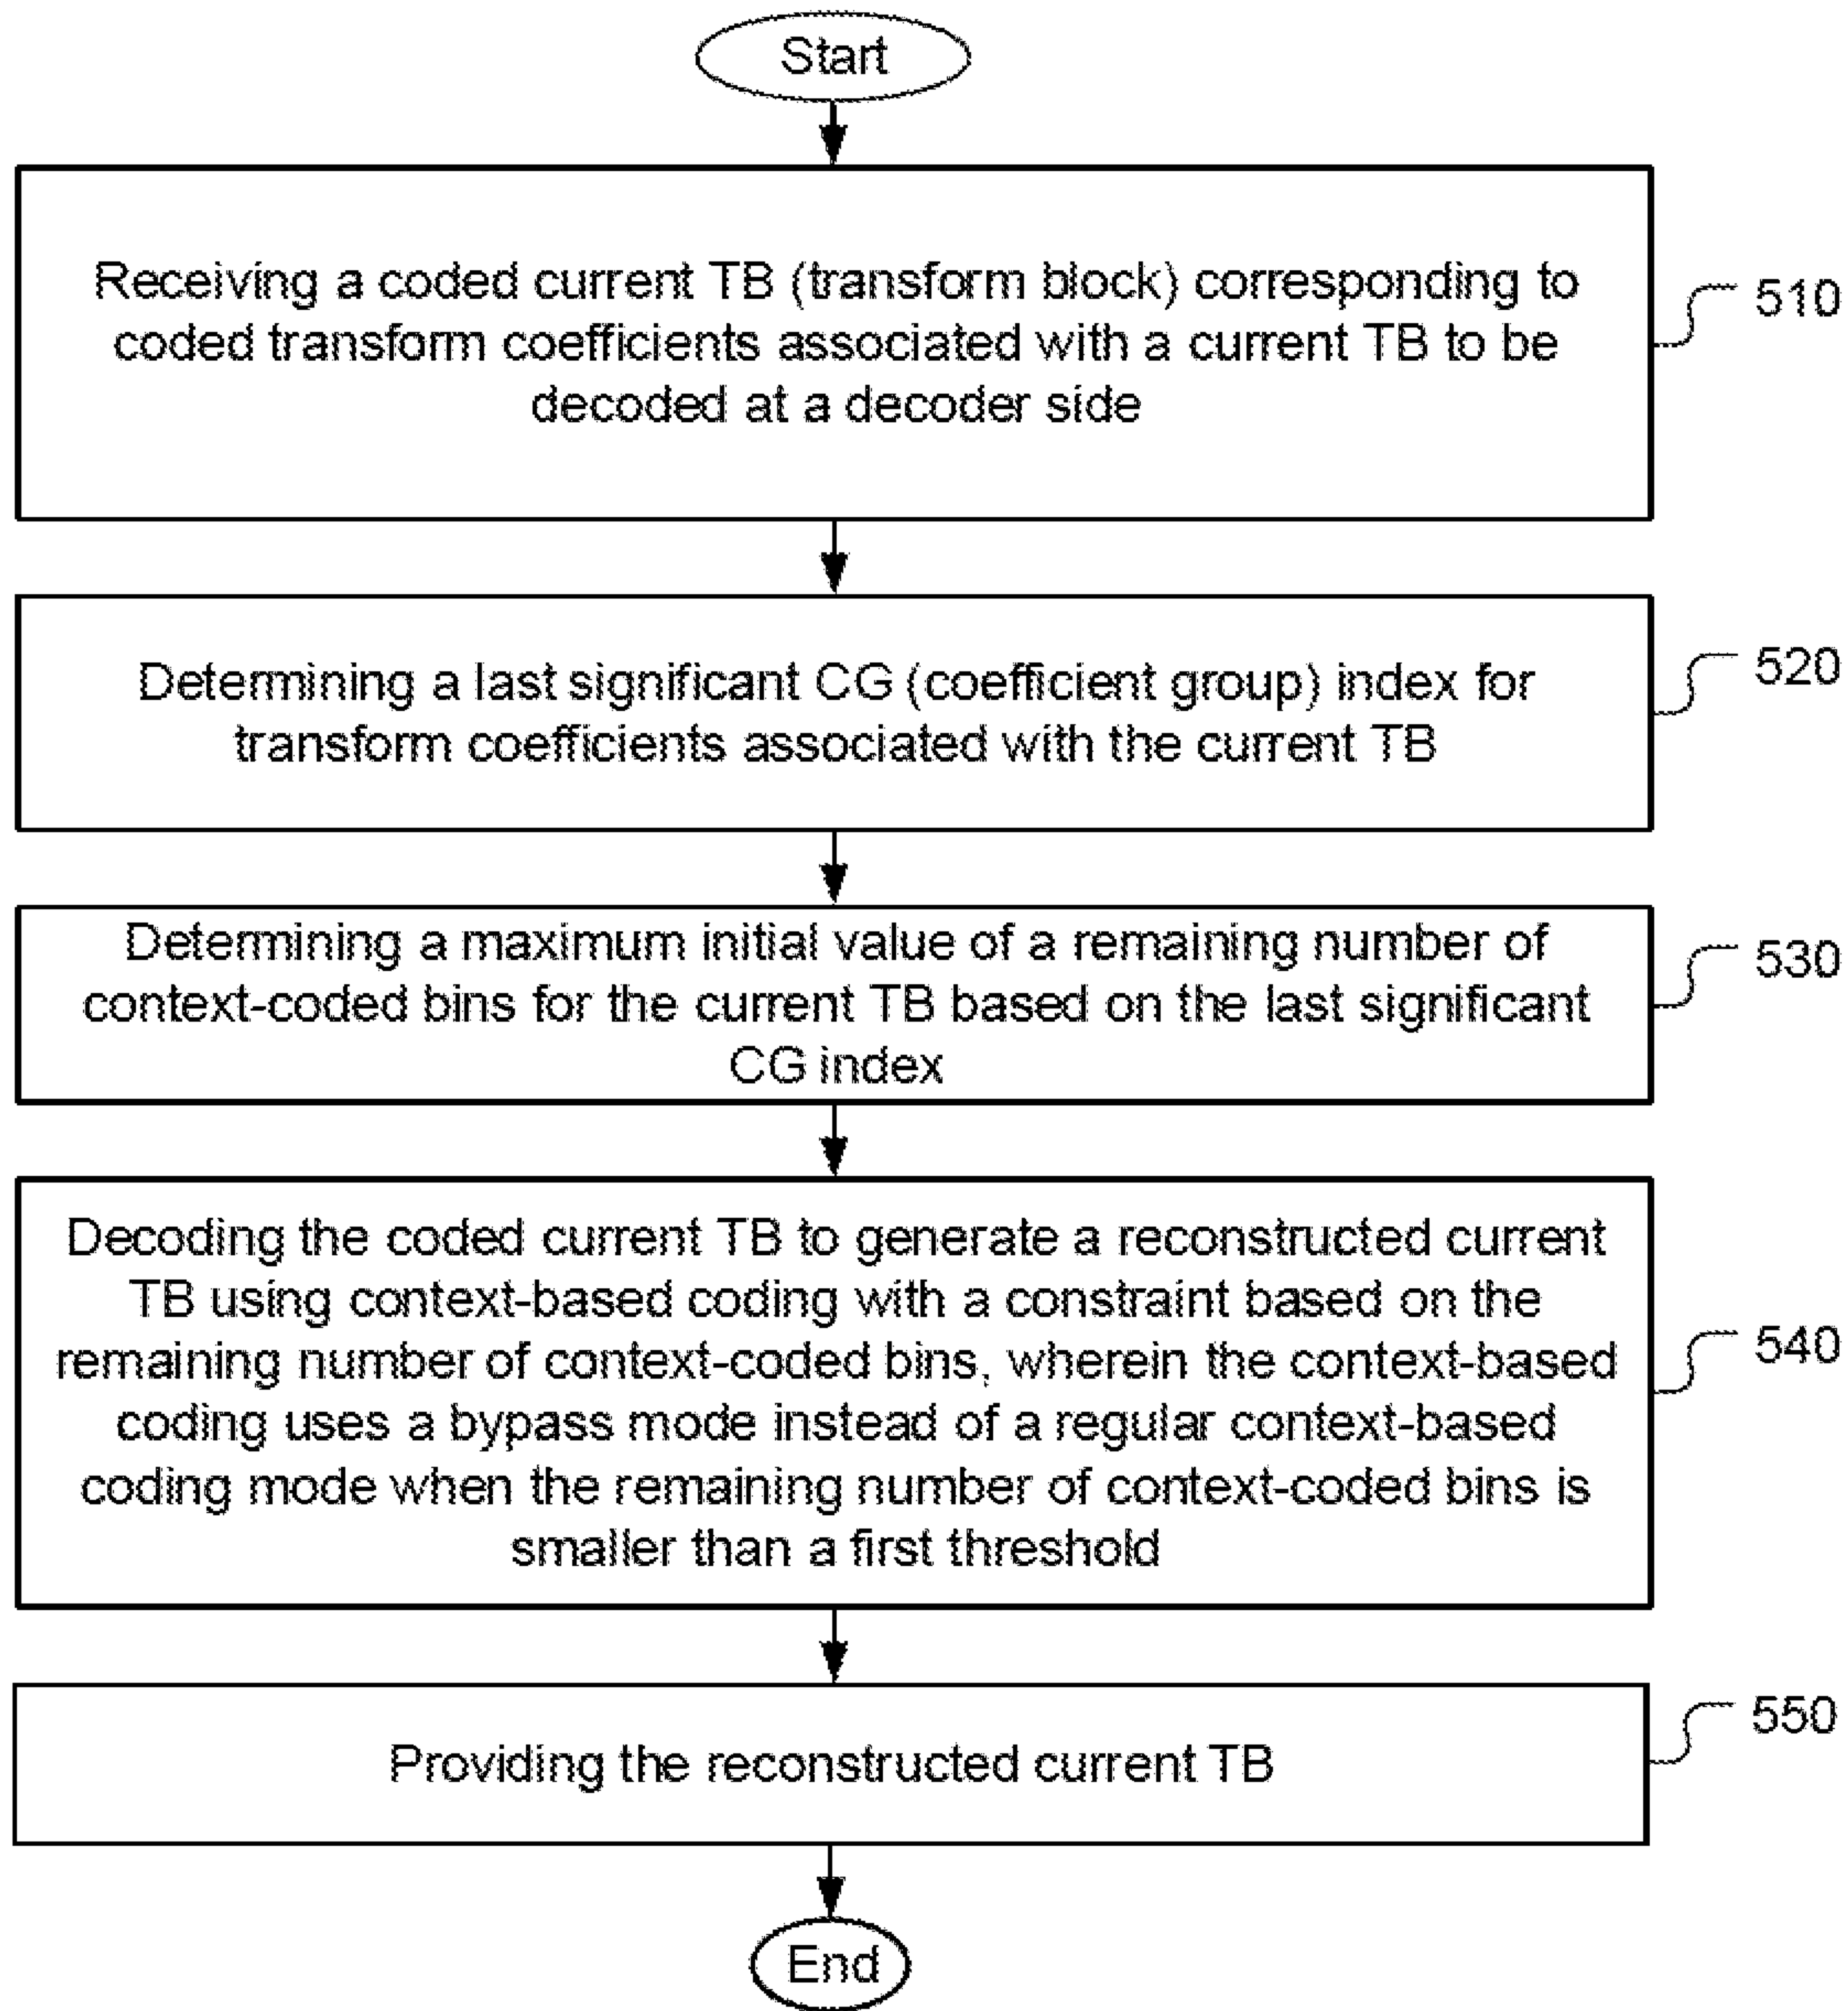 Start
Receiving a coded current TB (transform block) corresponding to
coded transform coefficients associated with a current TB to be
decoded at a decoder side
510
Determining a last significant CG (coefficient group) index for
transform coefficients associated with the current TB
520
Determining a maximum initial value of a remaining number of
context-coded bins for the current TB based on the last significant
CG index
530
Decoding the coded current TB to generate a reconstructed current
TB using context-based coding with a constraint based on the
remaining number of context-coded bins, wherein the context-based
coding uses a bypass mode instead of a regular context-based
coding mode when the remaining number of context-coded bins is
smaller than a first threshold
540
Providing the reconstructed current TB
550
End